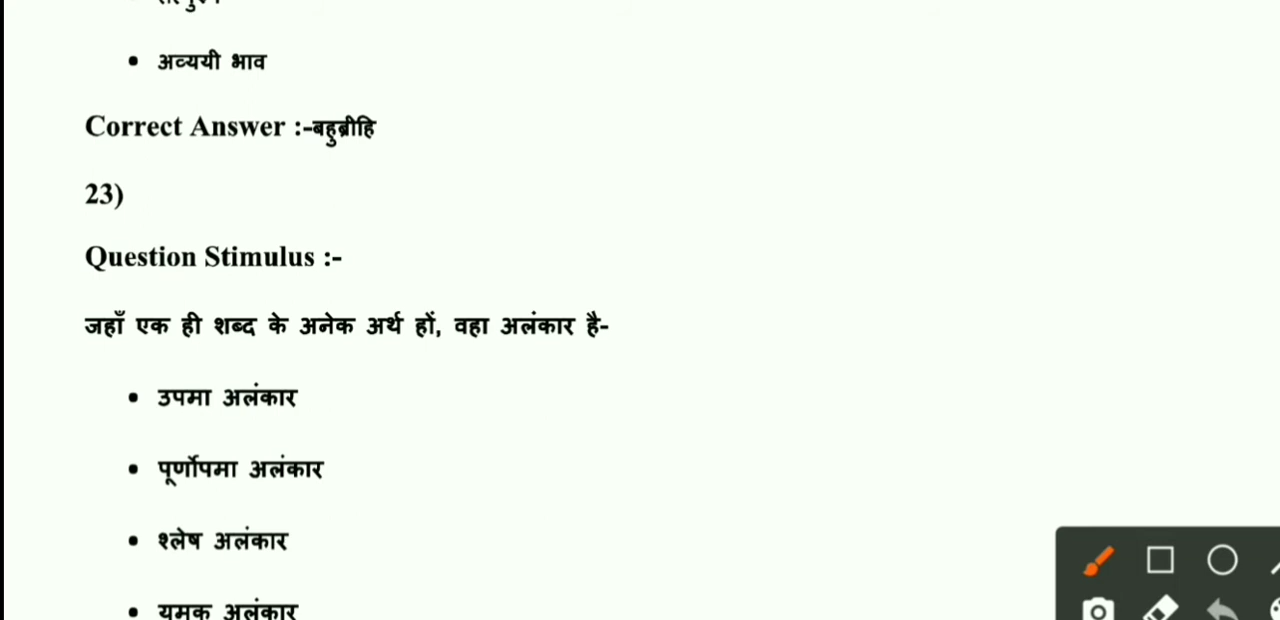 अव्ययी भाव
Correct Answer :-बहुब्रीहि
23)
Question Stimulus :-
जहाँ एक ही शब्द के अनेक अर्थ हों, वहा अलंकार है-
उपमा अलंकार
पूर्णोपमा अलंकार
श्लेष अलंकार
यमक अलंकार